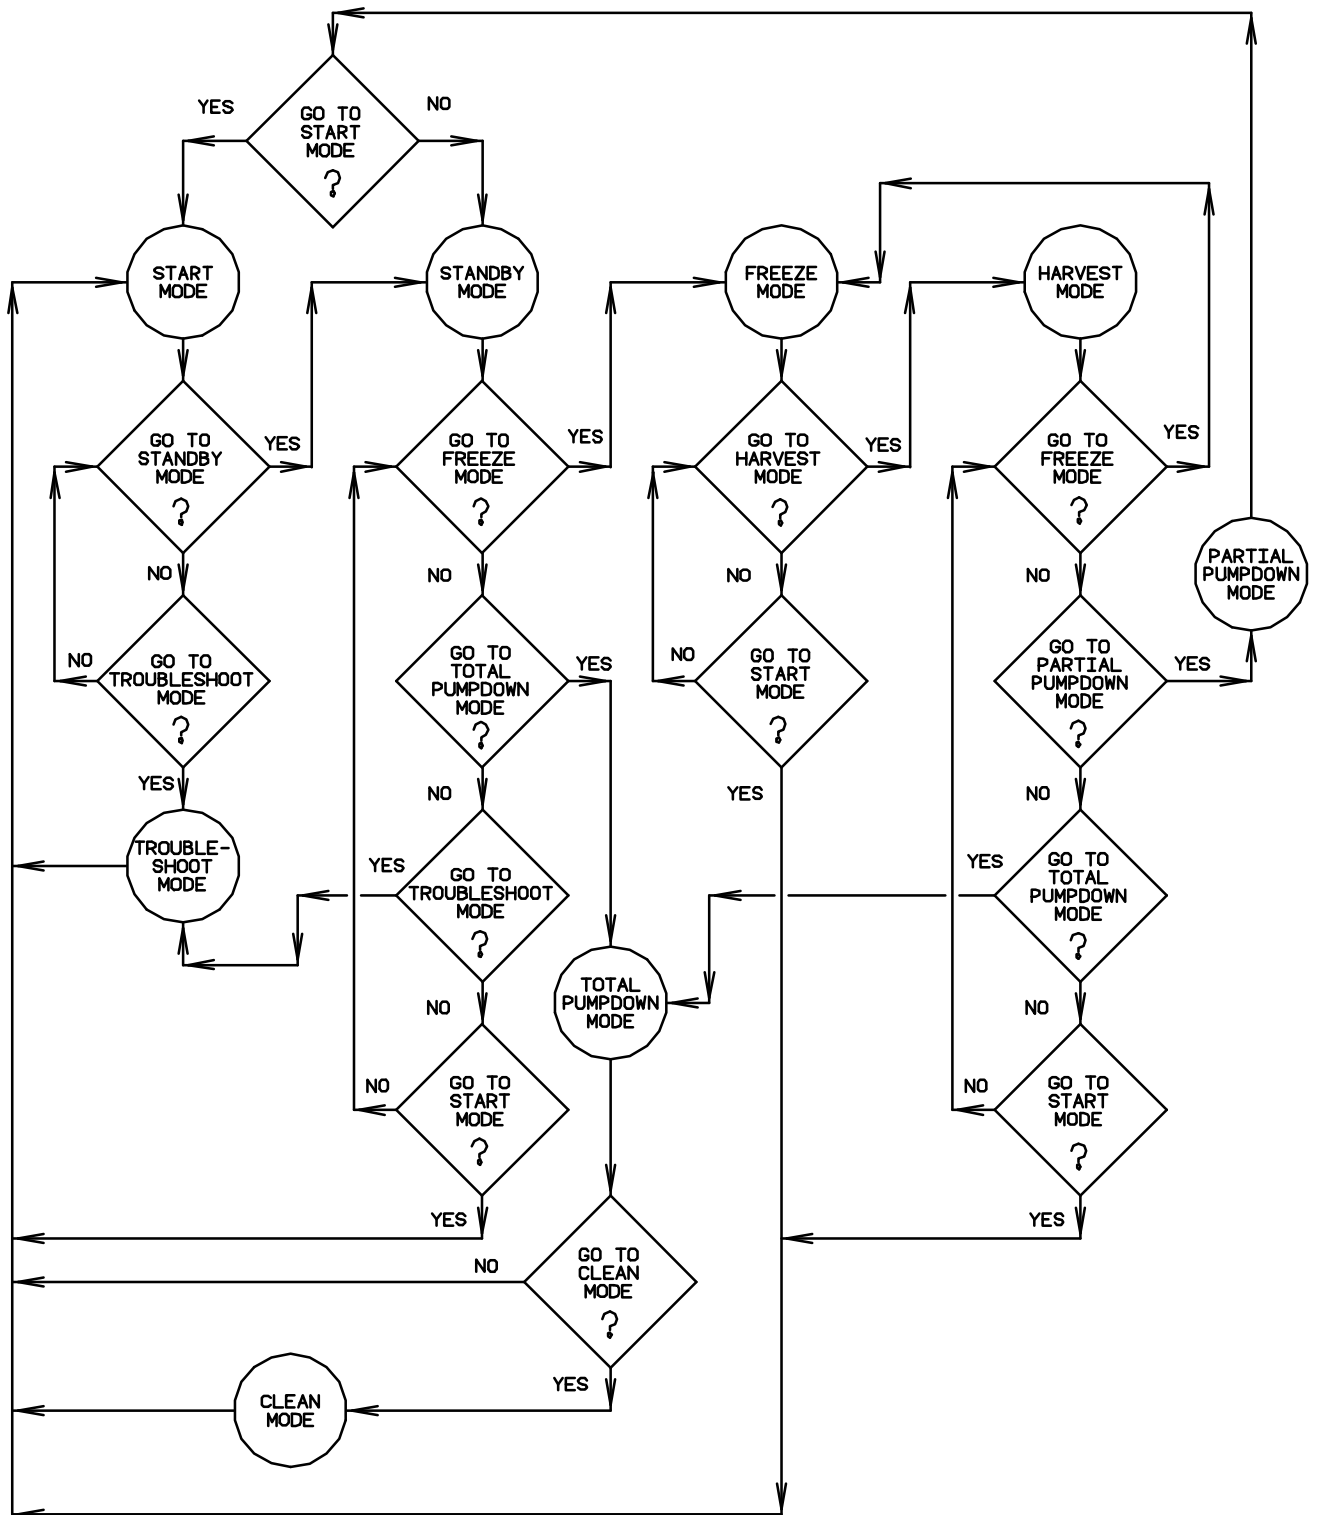 YES
NO
GO TO
START
MODE
?
START
MODE
STANDBY
MODE
FREEZE
MODE
HARVEST
MODE
GO TO
STANDBY
MODE
?
YES
NO
GO TO
FREEZE
MODE
?
YES
NO
GO TO
HARVEST
MODE
?
YES
NO
GO TO
FREEZE
MODE
?
YES
NO
PARTIAL
PUMPDOWN
MODE
GO TO
TROUBLESHOOT
MODE
?
NO
YES
GO TO
TOTAL
PUMPDOWN
MODE
?
YES
NO
GO TO
START
MODE
?
NO
YES
GO TO
PARTIAL
PUMPDOWN
MODE
?
YES
NO
TROUBLE-
SHOOT
MODE
YES
GO TO
TROUBLESHOOT
MODE
?
NO
YES
GO TO
TOTAL
PUMPDOWN
MODE
?
NO
TOTAL
PUMPDOWN
MODE
NO
GO TO
START
MODE
?
YES
NO
GO TO
START
MODE
?
YES
NO
GO TO
CLEAN
MODE
?
YES
CLEAN
MODE